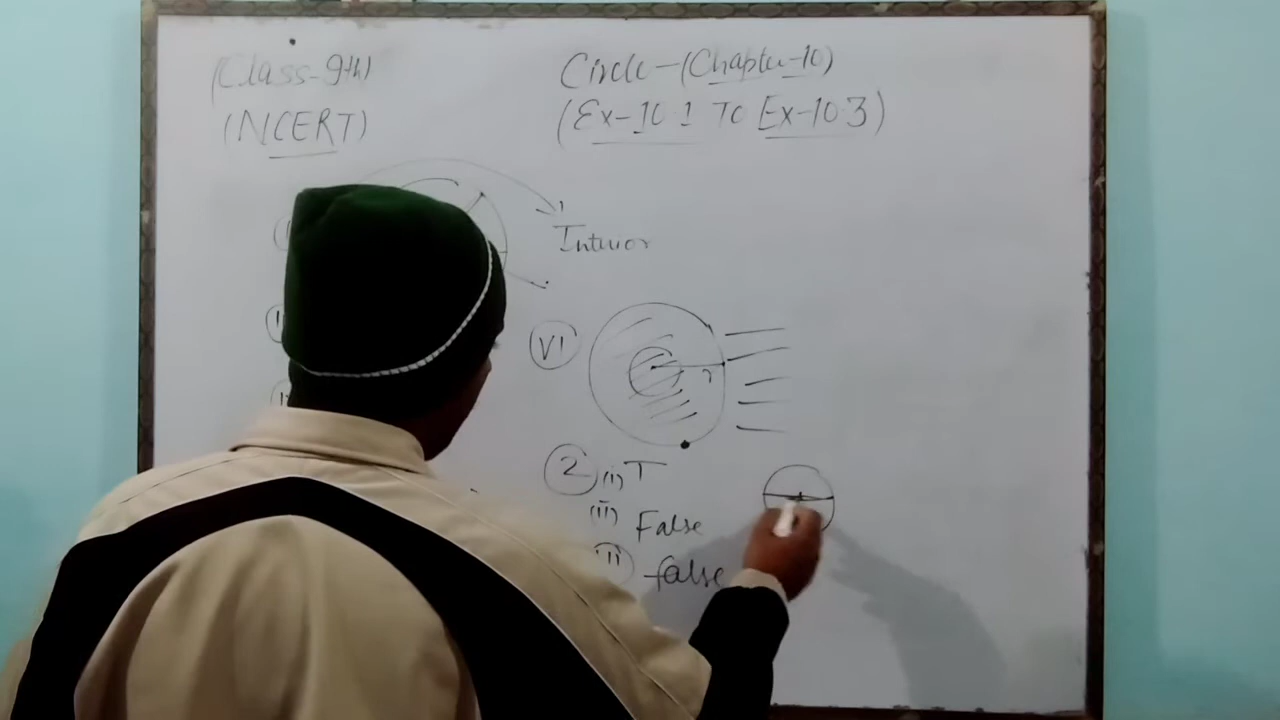 (Class-9th)
(NCERT)
Circle-(Chapter-10)
(Ex-10.1 TO Ex-10.3)
Interior
VI
r
2 (i) T
(ii) False
false